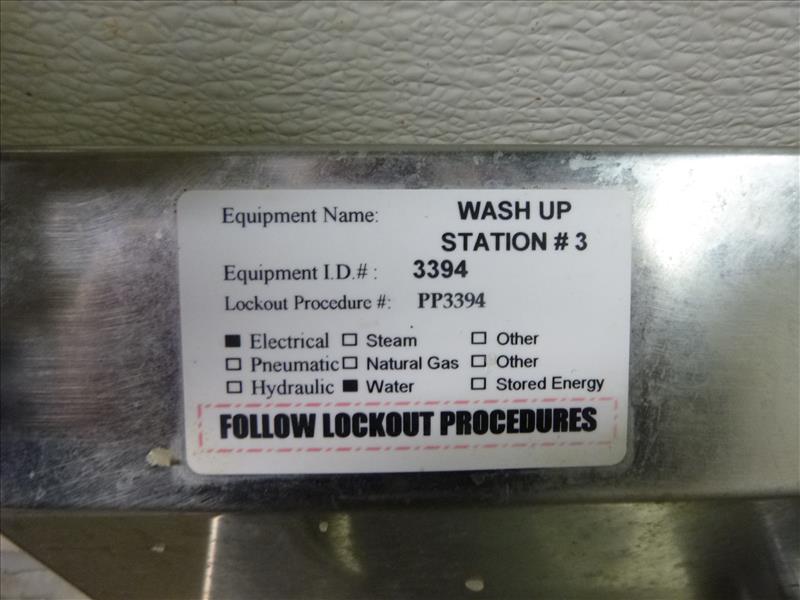 Equipment Name: WASH UP
STATION # 3
Equipment I.D.# : 3394
Lockout Procedure #: PP3394
■ Electrical □ Steam □ Other
□ Pneumatic □ Natural Gas □ Other
□ Hydraulic ■ Water □ Stored Energy
FOLLOW LOCKOUT PROCEDURES